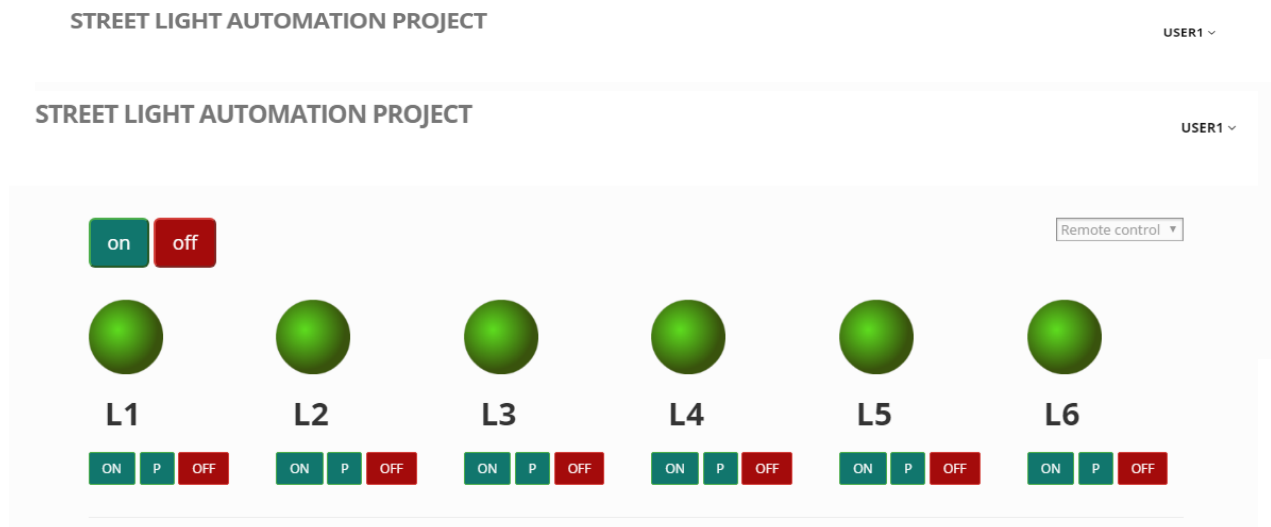 STREET LIGHT AUTOMATION PROJECT
USER1
STREET LIGHT AUTOMATION PROJECT
USER1
on off
Remote control
L1 L2 L3 L4 L5 L6
ON P OFF ON P OFF ON P OFF ON P OFF ON P OFF ON P OFF